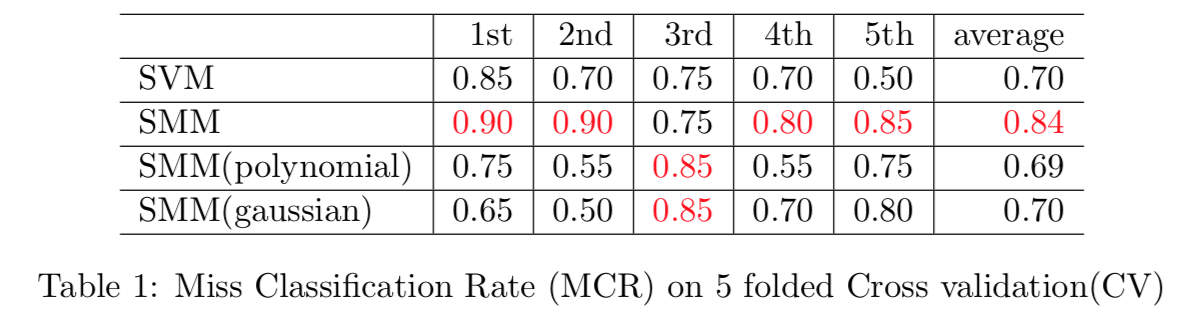 1st 2nd 3rd 4th 5th average
SVM 0.85 0.70 0.75 0.70 0.50 0.70
SMM 0.90 0.90 0.75 0.80 0.85 0.84
SMM(polynomial) 0.75 0.55 0.85 0.55 0.75 0.69
SMM(gaussian) 0.65 0.50 0.85 0.70 0.80 0.70
Table 1: Miss Classification Rate (MCR) on 5 folded Cross validation(CV)